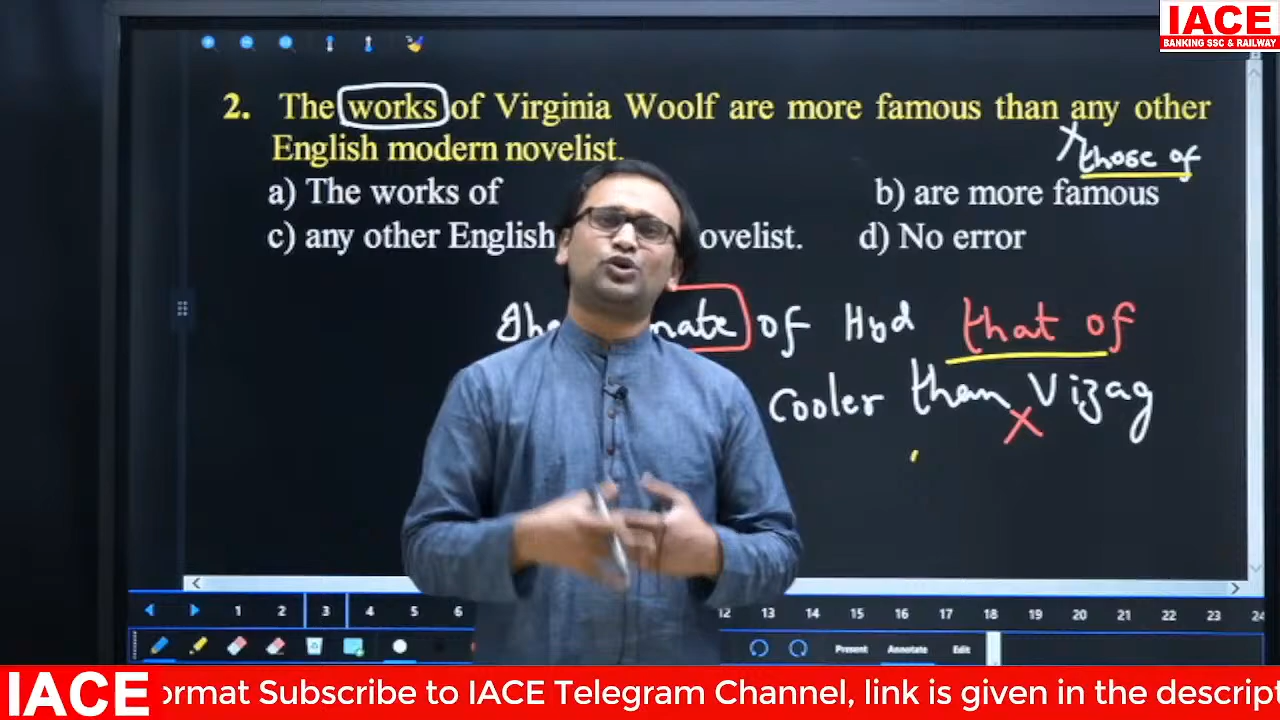 IACE
BANKING SSC & RAILWAY
2. The works of Virginia Woolf are more famous than any other
English modern novelist.
those of
a) The works of
b) are more famous
c) any other English ovelist.
d) No error
The of Hyd that of
cooler than Vizag
1 2 3 4 5 6 12 13 14 15 16 17 18 19 20 21 22 23 24
Present Annotate Edit
IACE
ormat Subscribe to IACE Telegram Channel, link is given in the descript